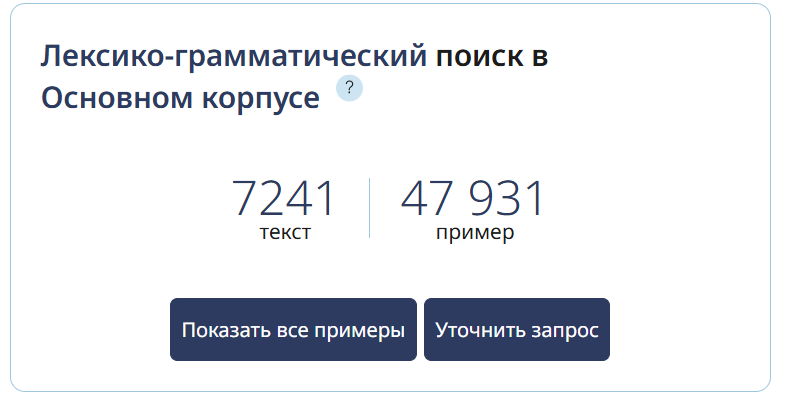 Лексико-грамматический поиск в
Основном корпусе ?
7241 47 931
текст пример
Показать все примеры Уточнить запрос